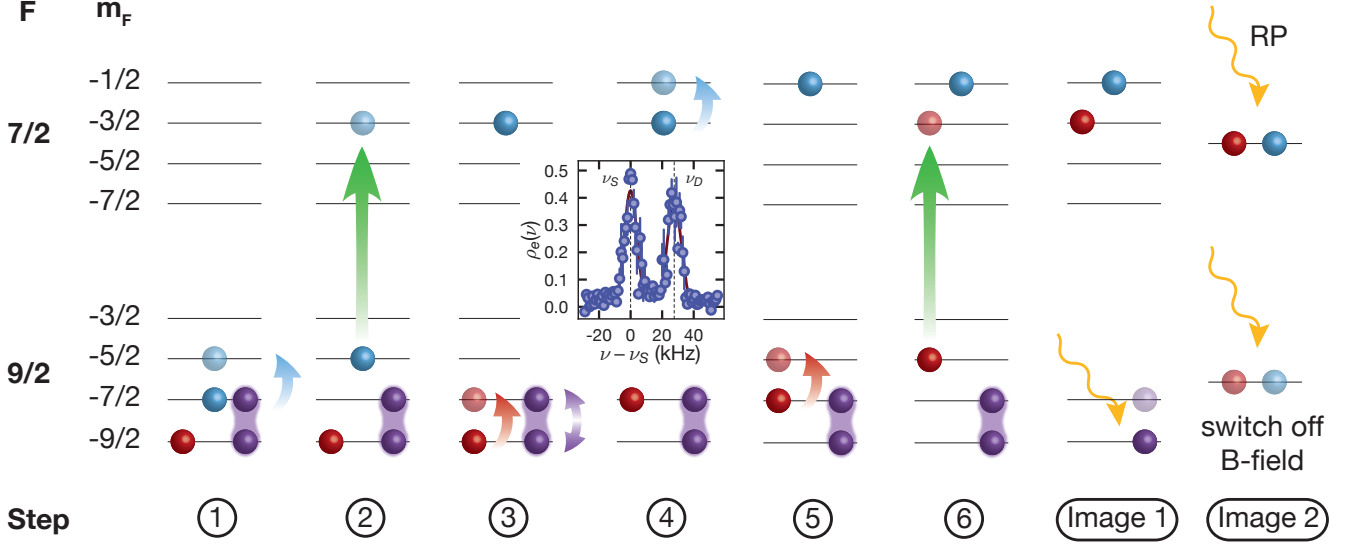 F
m_F
RP
-1/2
-3/2
7/2
-5/2
-7/2
0.5
0.4
0.3
0.2
0.1
0.0
ρ_e(ν)
ν_S
ν_D
-20 0 20 40
ν – ν_S (kHz)
-3/2
-5/2
9/2
-7/2
-9/2
switch off
B-field
Step
1
2
3
4
5
6
Image 1
Image 2